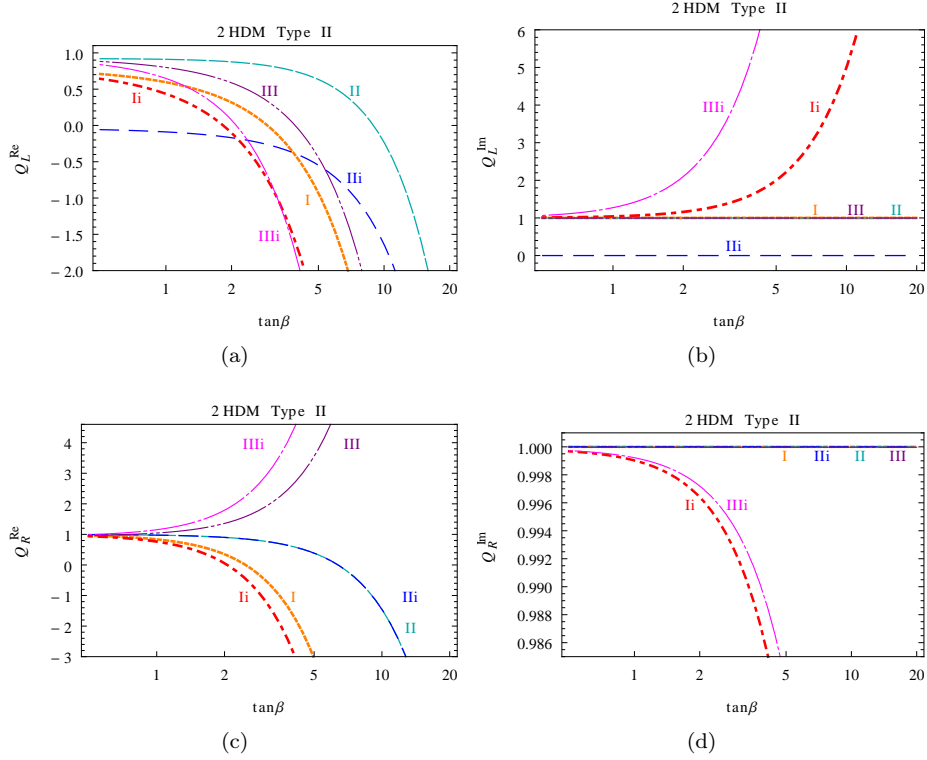 2 HDM Type II
1.0
0.5
0.0
−0.5
−1.0
−1.5
−2.0
Q_L^Re
Ii
III
II
IIi
I
IIIi
1 2 5 10 20
tanβ
(a)
2 HDM Type II
6
5
4
3
2
1
0
Q_L^Im
IIIi
Ii
I III II
IIi
1 2 5 10 20
tanβ
(b)
2 HDM Type II
4
3
2
1
0
−1
−2
−3
Q_R^Re
IIIi III
Ii I IIi
II
1 2 5 10 20
tanβ
(c)
2 HDM Type II
1.000
0.998
0.996
0.994
0.992
0.990
0.988
0.986
Q_R^Im
I IIi II III
Ii IIIi
1 2 5 10 20
tanβ
(d)